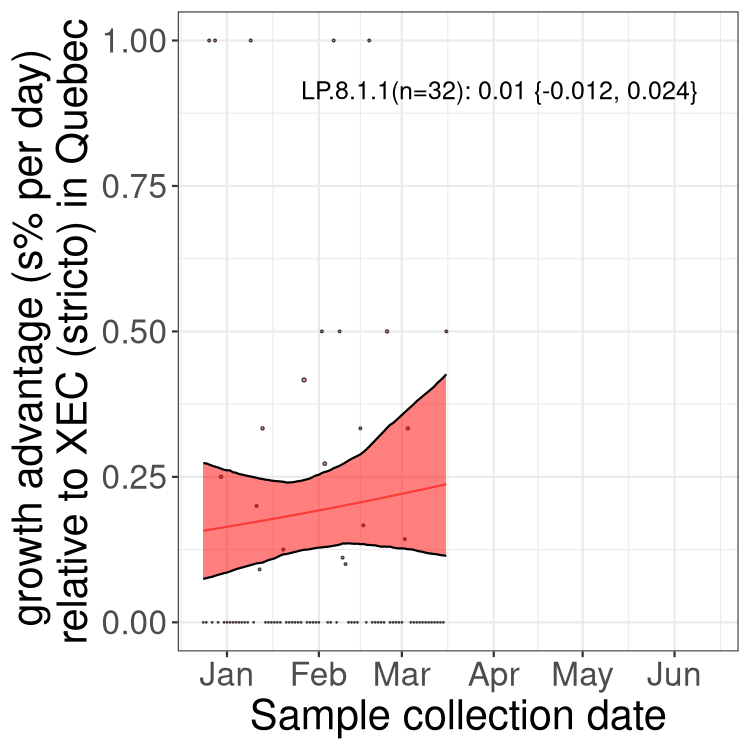 growth advantage (s% per day)
relative to XEC (stricto) in Quebec
1.00
0.75
0.50
0.25
0.00
LP.8.1.1(n=32): 0.01 {-0.012, 0.024}
Jan Feb Mar Apr May Jun
Sample collection date